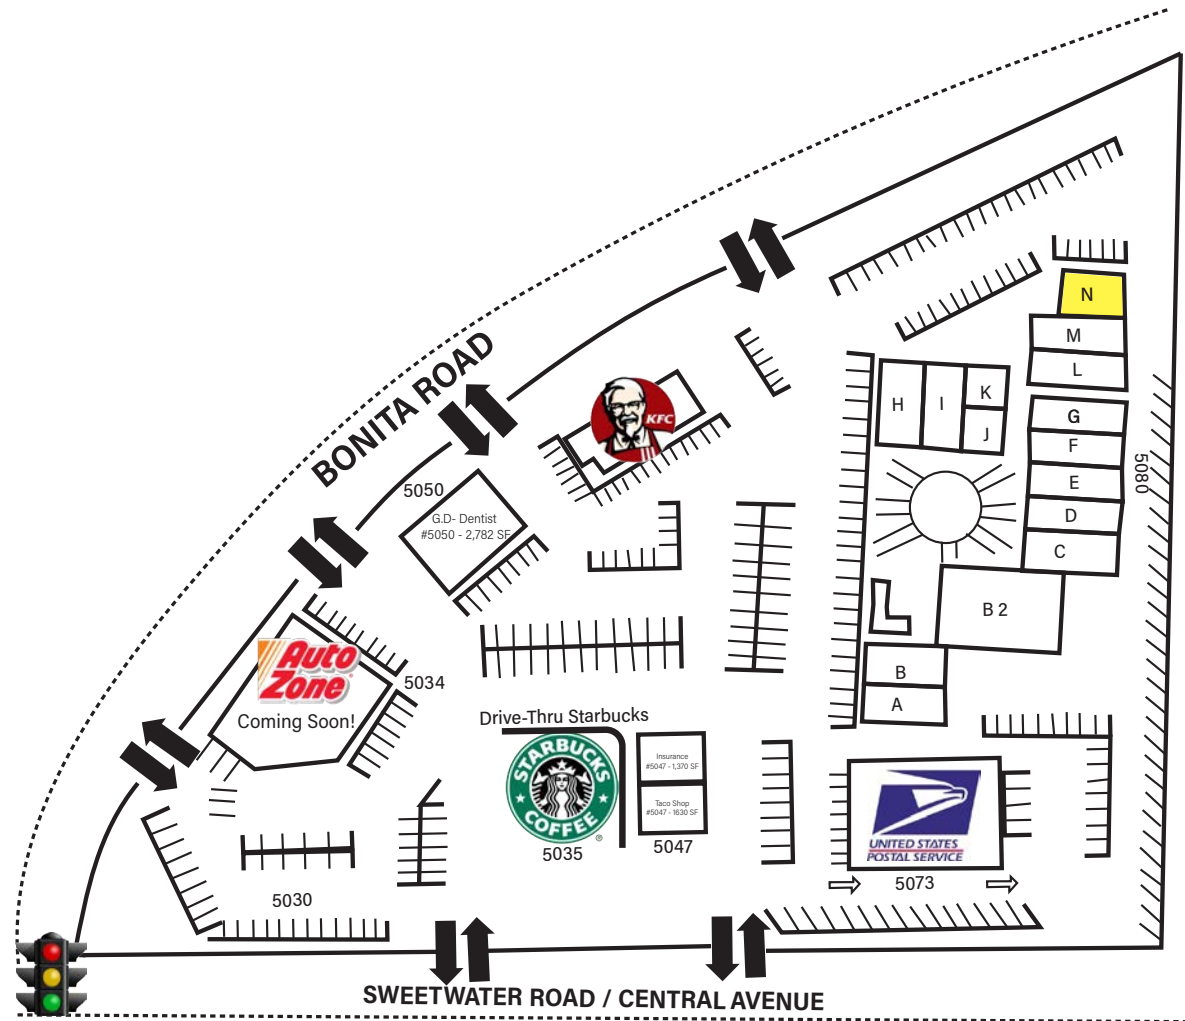 BONITA ROAD
N
M
L
KFC
H
I
K
J
G
F
E
D
C
5080
5050
G.D- Dentist
#5050 - 2,782 SF
B 2
B
A
Auto
Zone
Coming Soon!
5034
Drive-Thru Starbucks
STARBUCKS
COFFEE
®
5035
Insurance
#5047 - 1,370 SF
Taco Shop
#5047 - 1630 SF
5047
UNITED STATES
POSTAL SERVICE
5073
5030
SWEETWATER ROAD / CENTRAL AVENUE